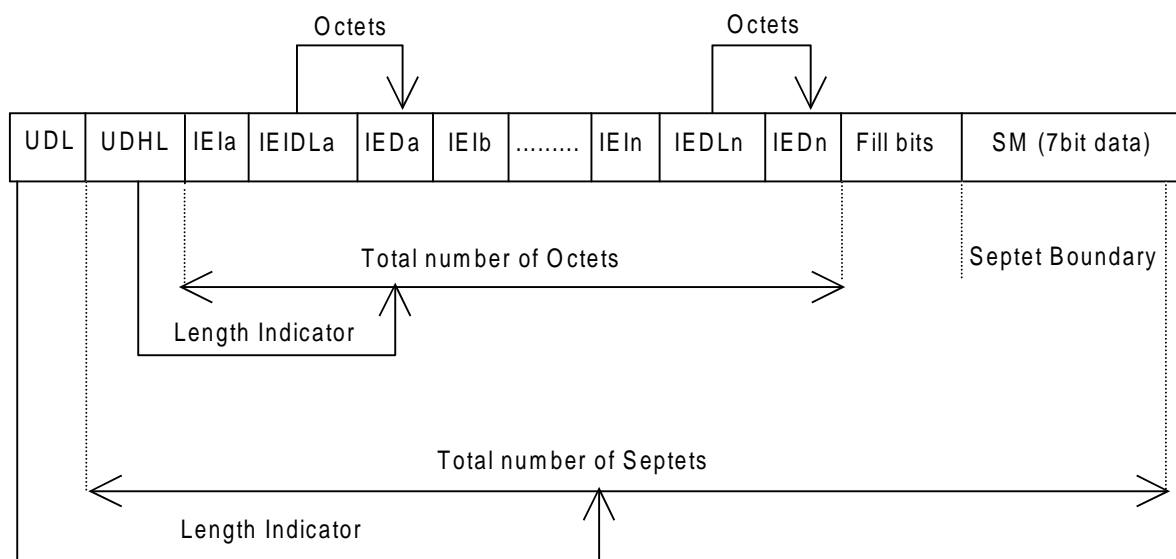 Octets Octets
UDL UDHL IEIa IEIDLa IEDa IEIb ......... IEIn IEDLn IEDn Fill bits SM (7bit data)
Total number of Octets Septet Boundary
Length Indicator
Total number of Septets
Length Indicator